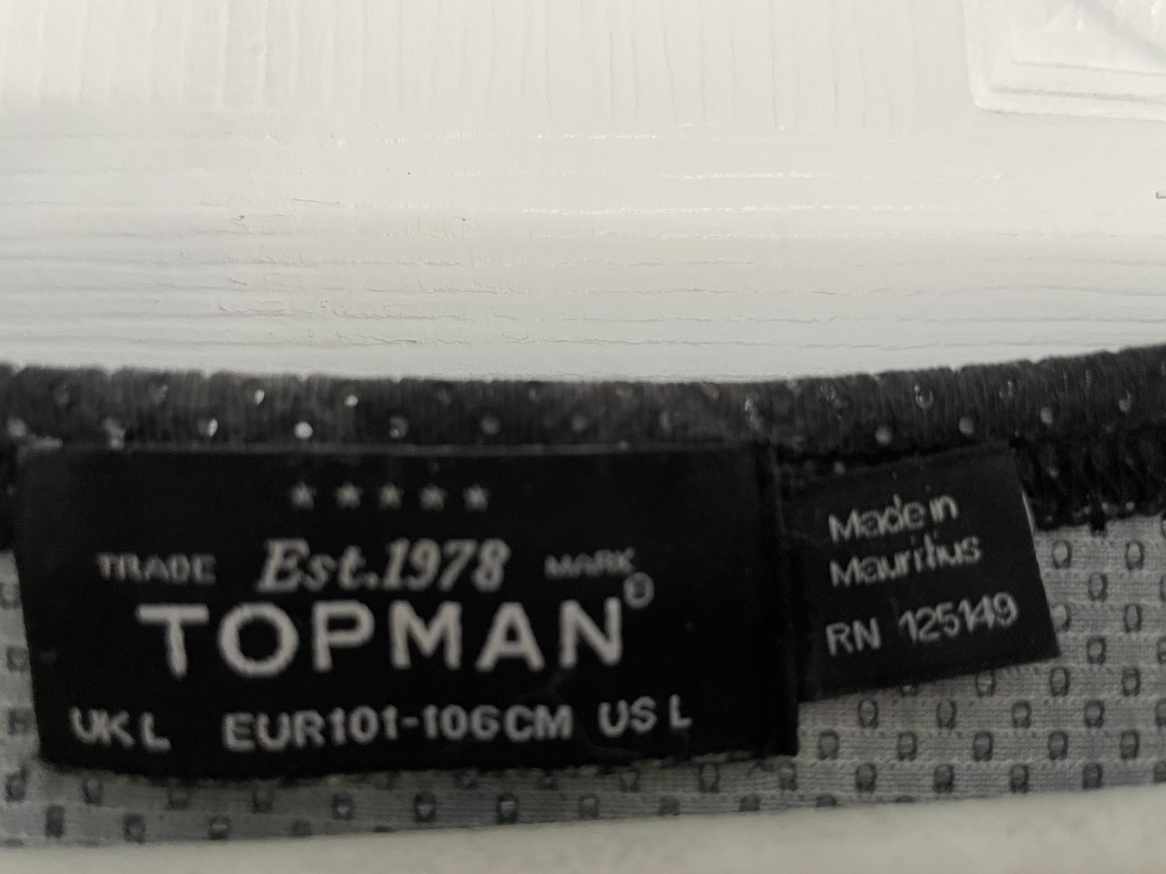 ★★★★★
TRADE Est.1978 MARK
TOPMAN®
UK L EUR101-106CM US L
Made in
Mauritius
RN 125149